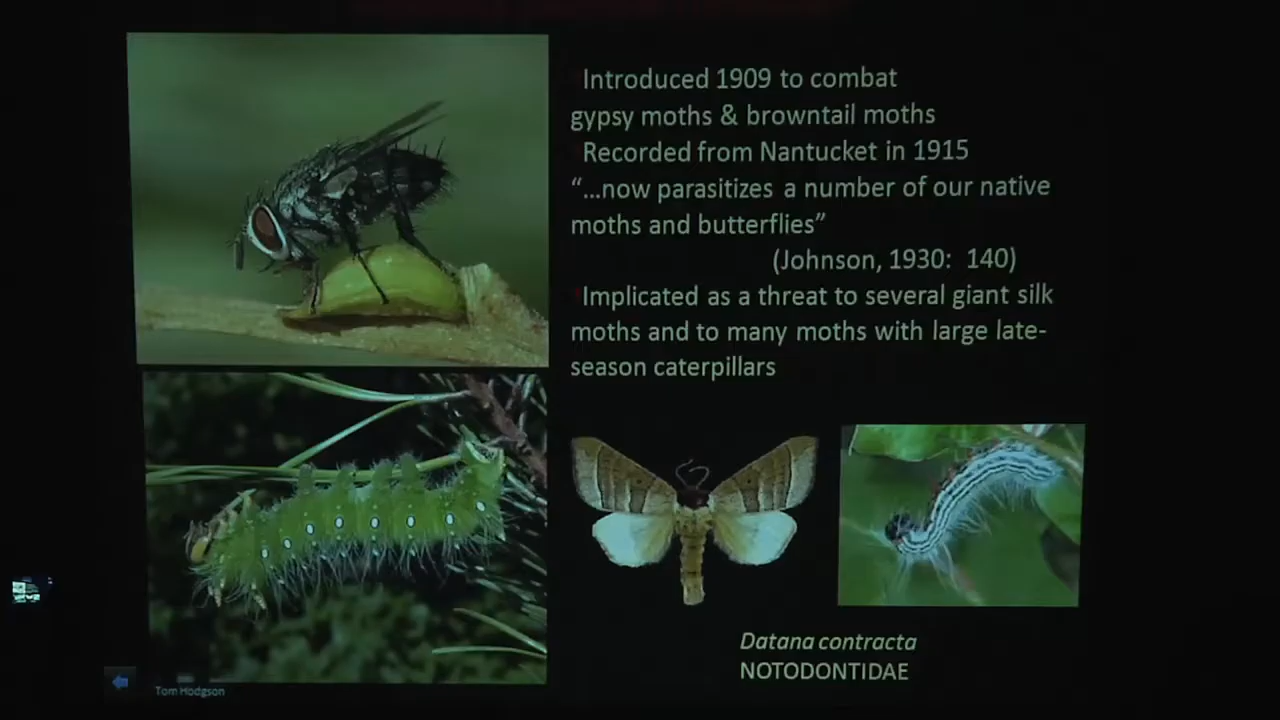 Introduced 1909 to combat
gypsy moths & browntail moths
Recorded from Nantucket in 1915
“...now parasitizes a number of our native
moths and butterflies”
(Johnson, 1930: 140)
Implicated as a threat to several giant silk
moths and to many moths with large late-
season caterpillars
Datana contracta
NOTODONTIDAE
Tom Hodgson